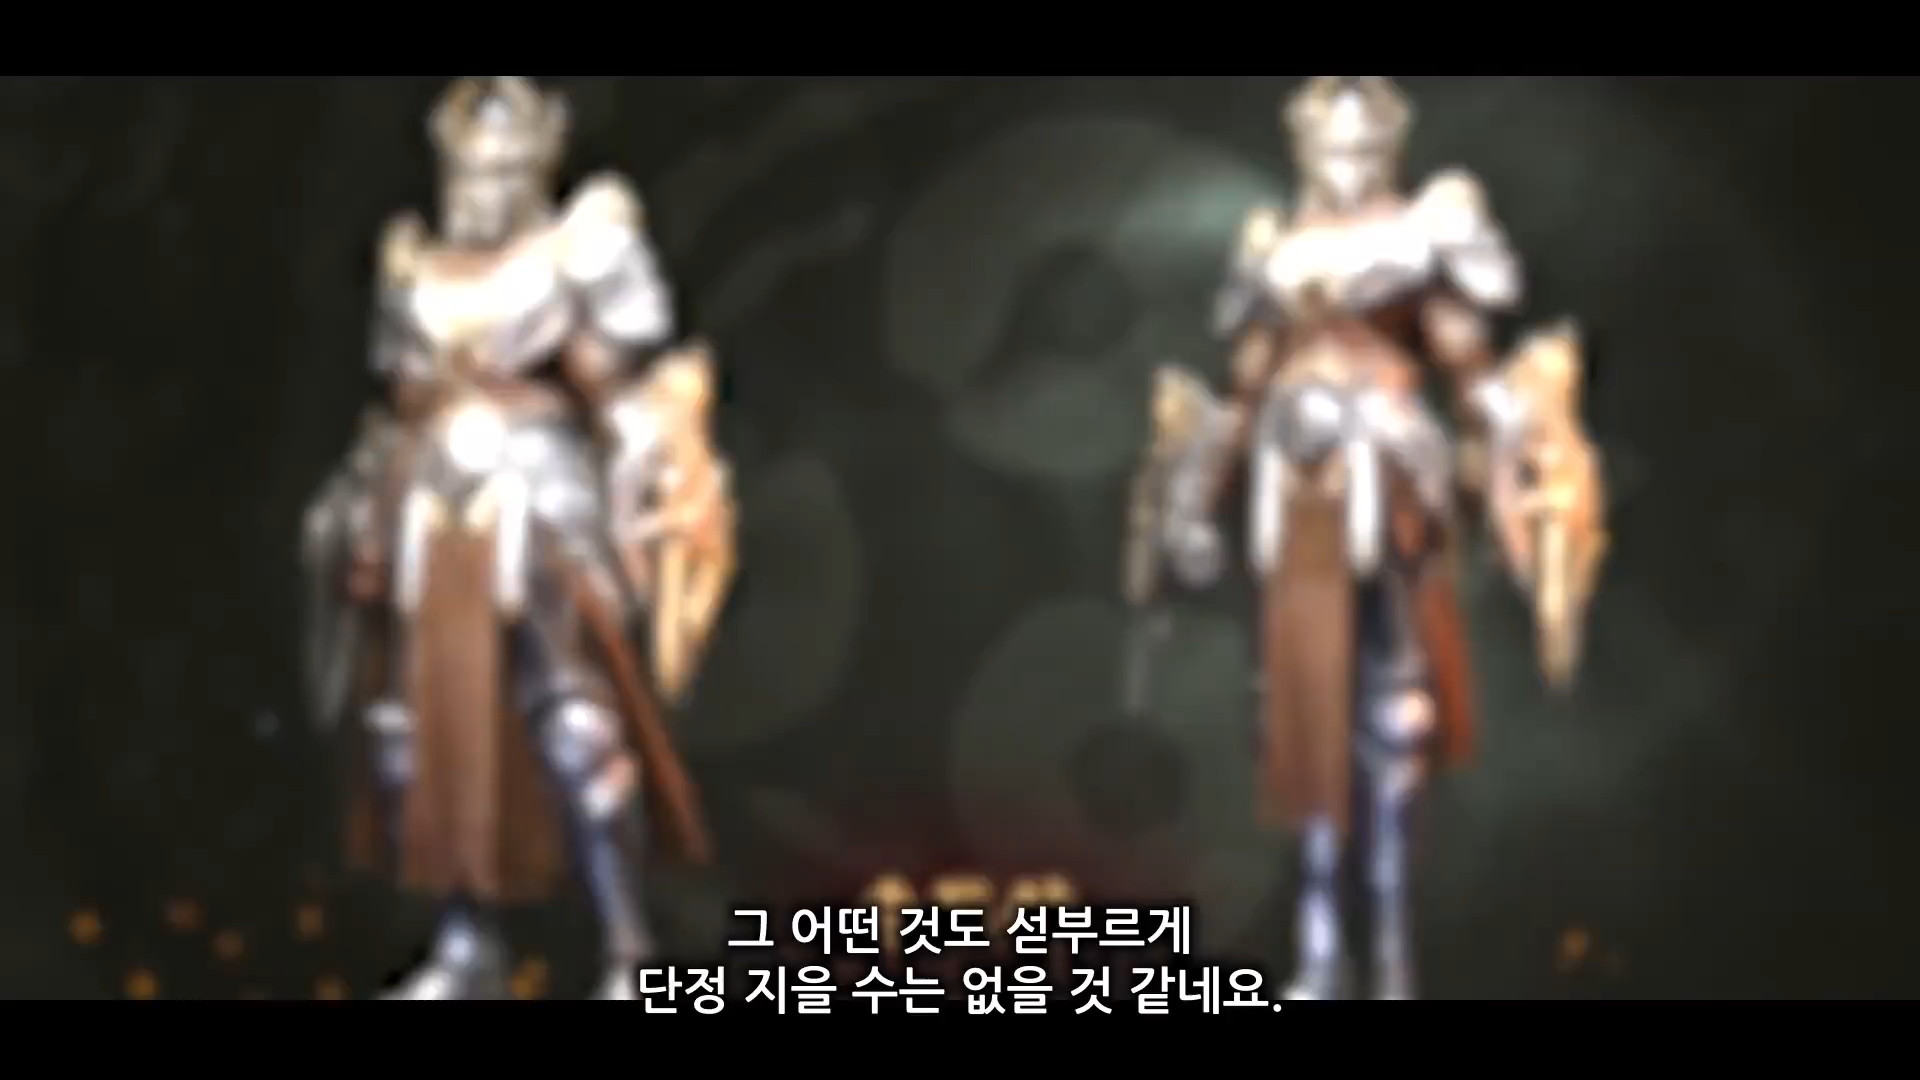 그 어떤 것도 섣부르게
단정 지을 수는 없을 것 같네요.